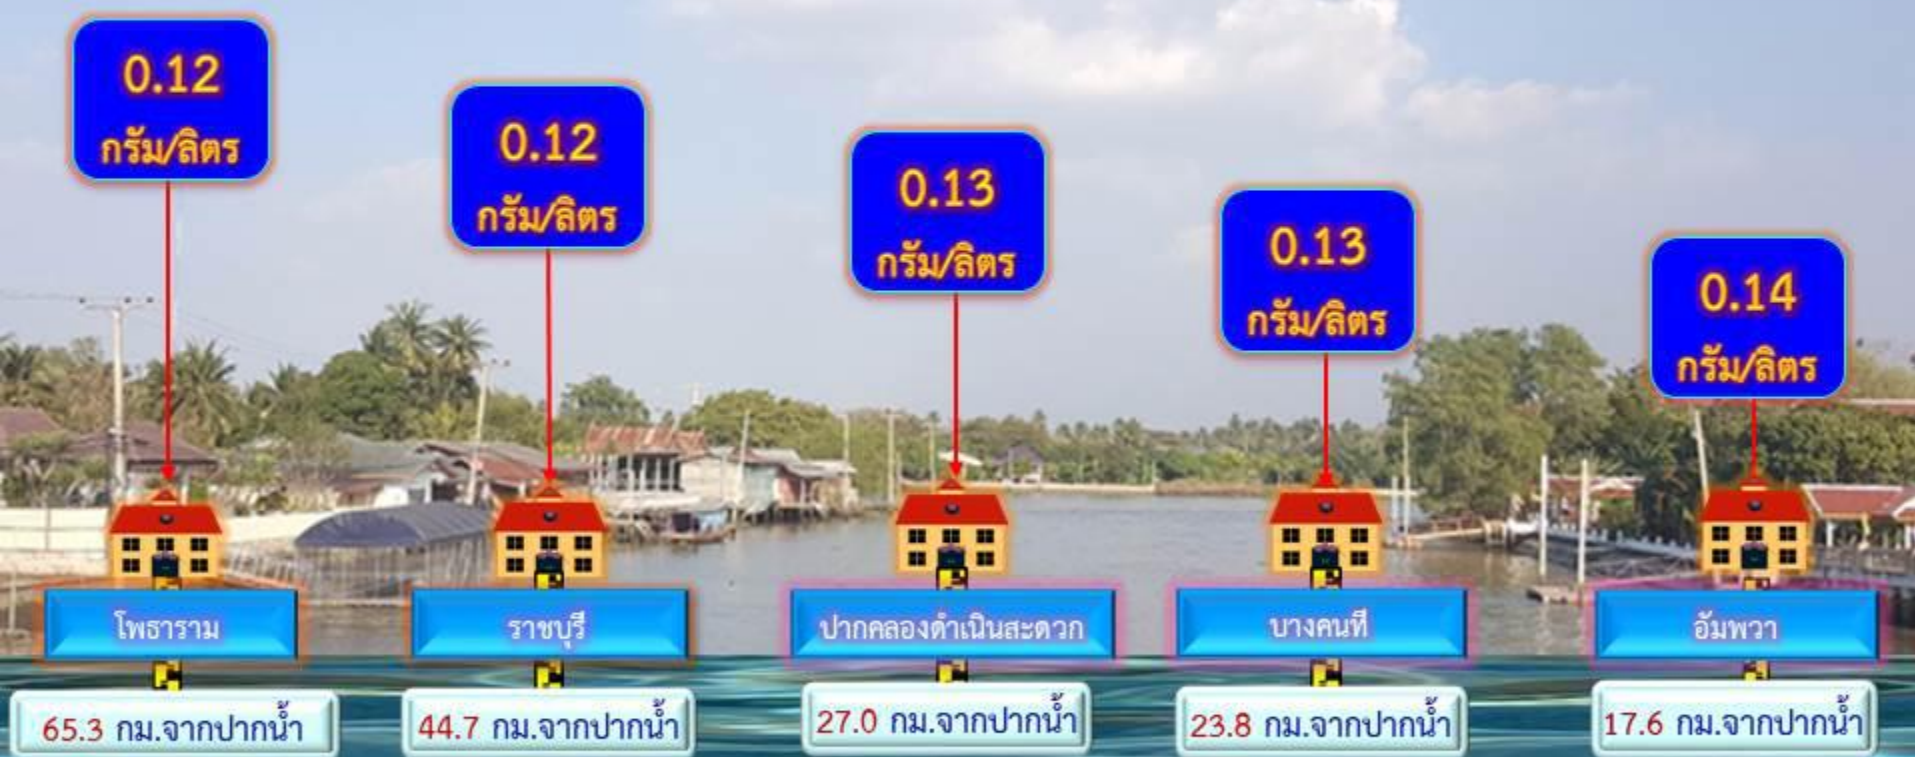 0.12
กรัม/ลิตร
0.12
กรัม/ลิตร
0.13
กรัม/ลิตร
0.13
กรัม/ลิตร
0.14
กรัม/ลิตร
โพธาราม
ราชบุรี
ปากคลองดำเนินสะดวก
บางคนที
อัมพวา
65.3 กม.จากปากน้ำ
44.7 กม.จากปากน้ำ
27.0 กม.จากปากน้ำ
23.8 กม.จากปากน้ำ
17.6 กม.จากปากน้ำ